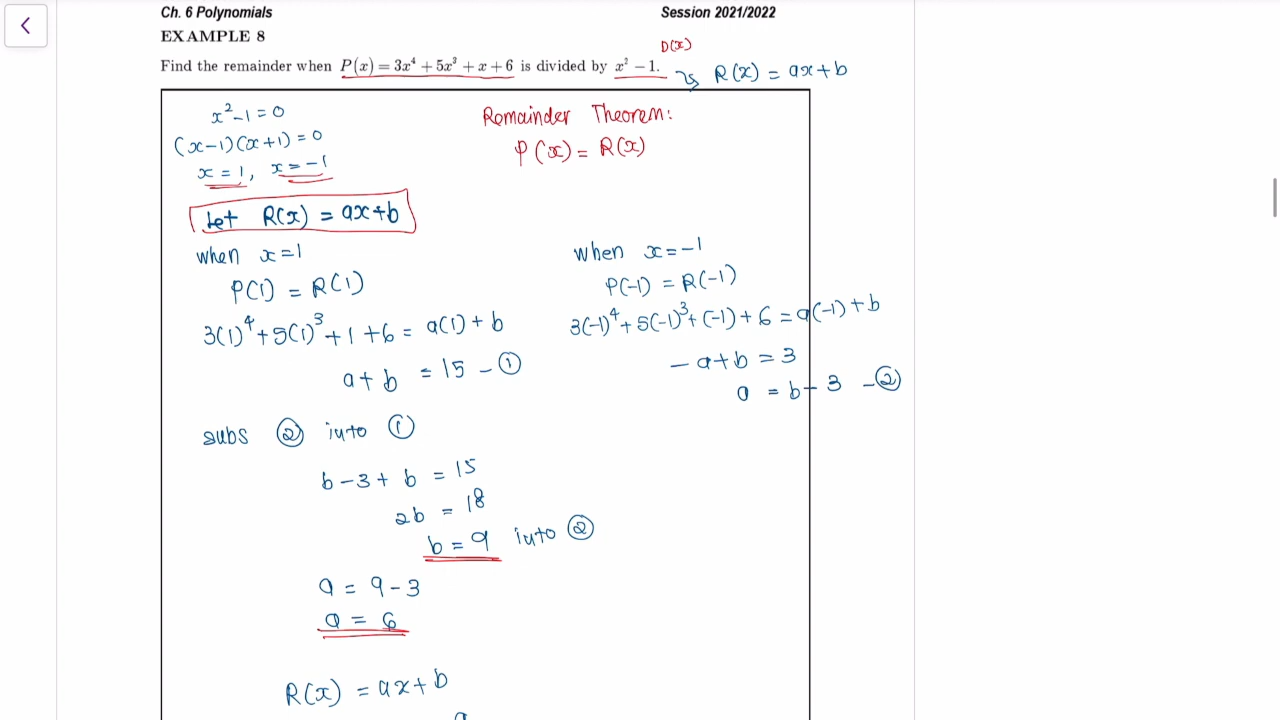 Ch. 6 Polynomials Session 2021/2022
EXAMPLE 8
D(x)
Find the remainder when P(x) = 3x⁴ + 5x³ + x + 6 is divided by x² − 1. ↳ R(x) = ax+b
x²-1=0
(x-1)(x+1)=0
x=1, x=-1
Remainder Theorem:
P(x) = R(x)
Let R(x) = ax+b
when x=1
P(1) = R(1)
3(1)⁴+5(1)³+1+6 = a(1)+b
a+b = 15 - ①
when x=-1
P(-1) = R(-1)
3(-1)⁴+5(-1)³+(-1)+6=a(-1)+b
-a+b = 3
a = b-3 - ②
subs ② into ①
b-3+b = 15
2b = 18
b = 9 into ②
a = 9-3
a = 6
R(x) = ax+b